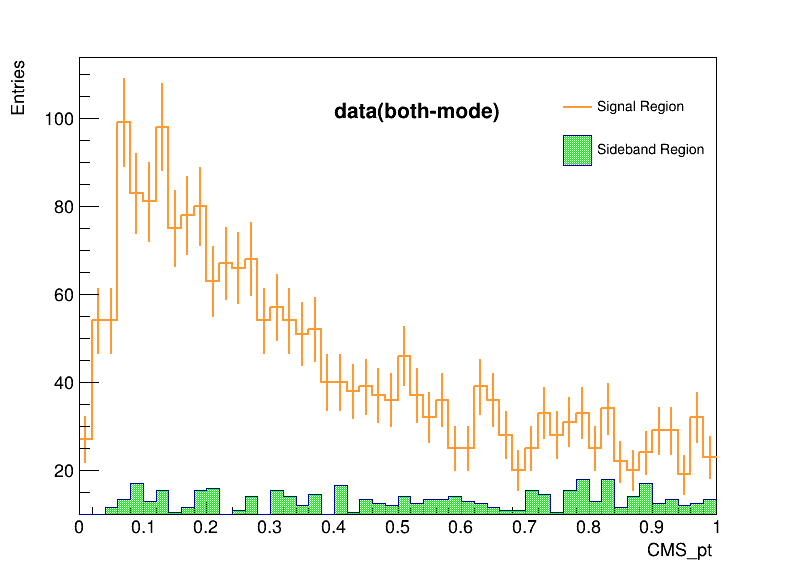 Entries
data(both-mode)
Signal Region
Sideband Region
100
80
60
40
20
0 0.1 0.2 0.3 0.4 0.5 0.6 0.7 0.8 0.9 1
CMS_pt